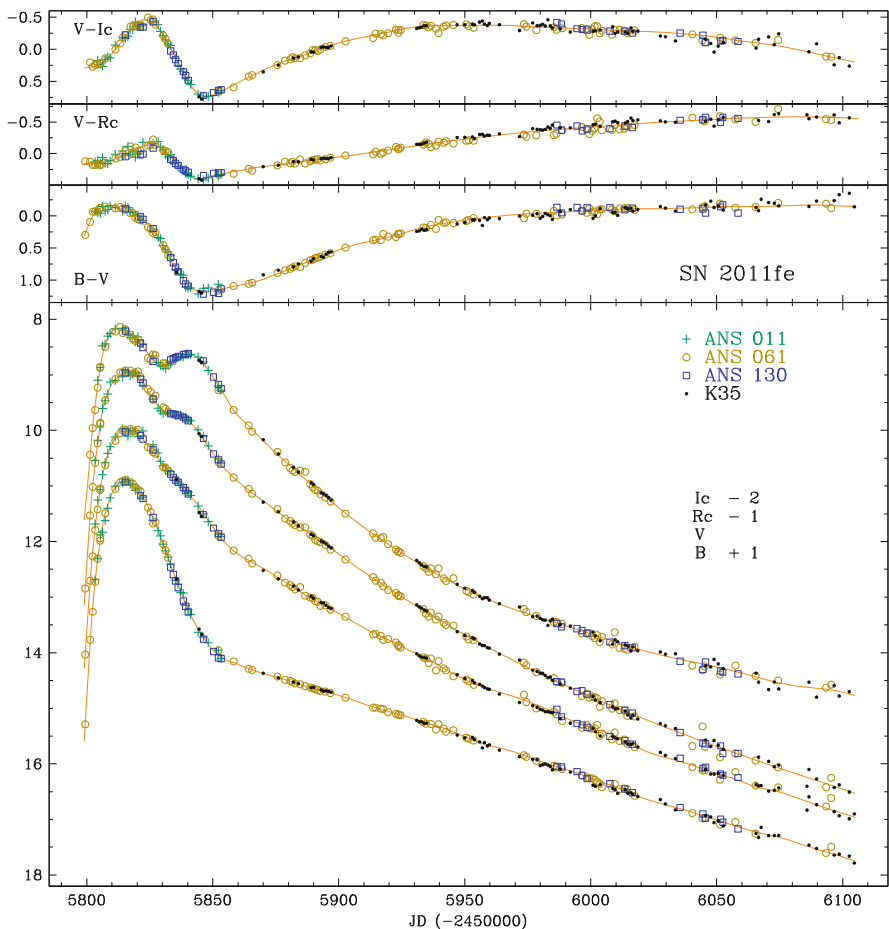 −0.5
V−Ic
0.0
0.5
−0.5
V−Rc
0.0
0.0
0.5
1.0
B−V
SN 2011fe
8
ANS 011
ANS 061
ANS 130
K35
10
Ic − 2
Rc − 1
V
B + 1
12
14
16
18
5800 5850 5900 5950 6000 6050 6100
JD (−2450000)